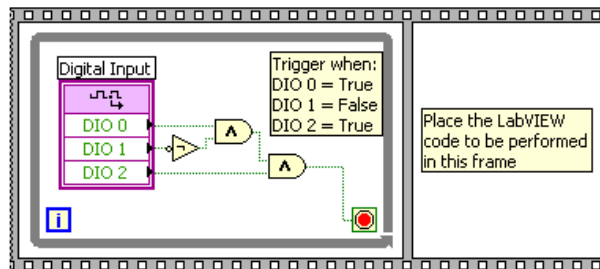 Digital Input
DIO 0
DIO 1
DIO 2
i
Trigger when:
DIO 0 = True
DIO 1 = False
DIO 2 = True
Place the LabVIEW
code to be performed
in this frame